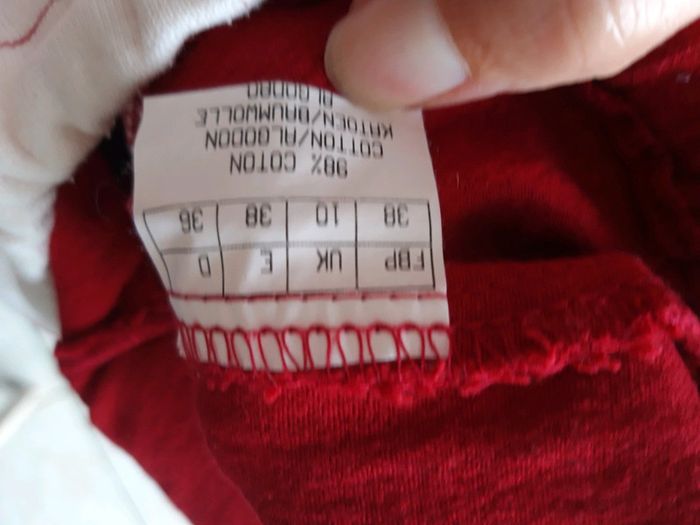 FBP UK E D
38 10 38 36
98% COTON
COTTON/ALGODON
KATOEN/BAUMWOLLE
ALGODAO